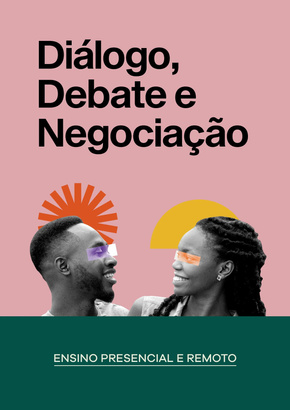 Diálogo,
Debate e
Negociação
ENSINO PRESENCIAL E REMOTO